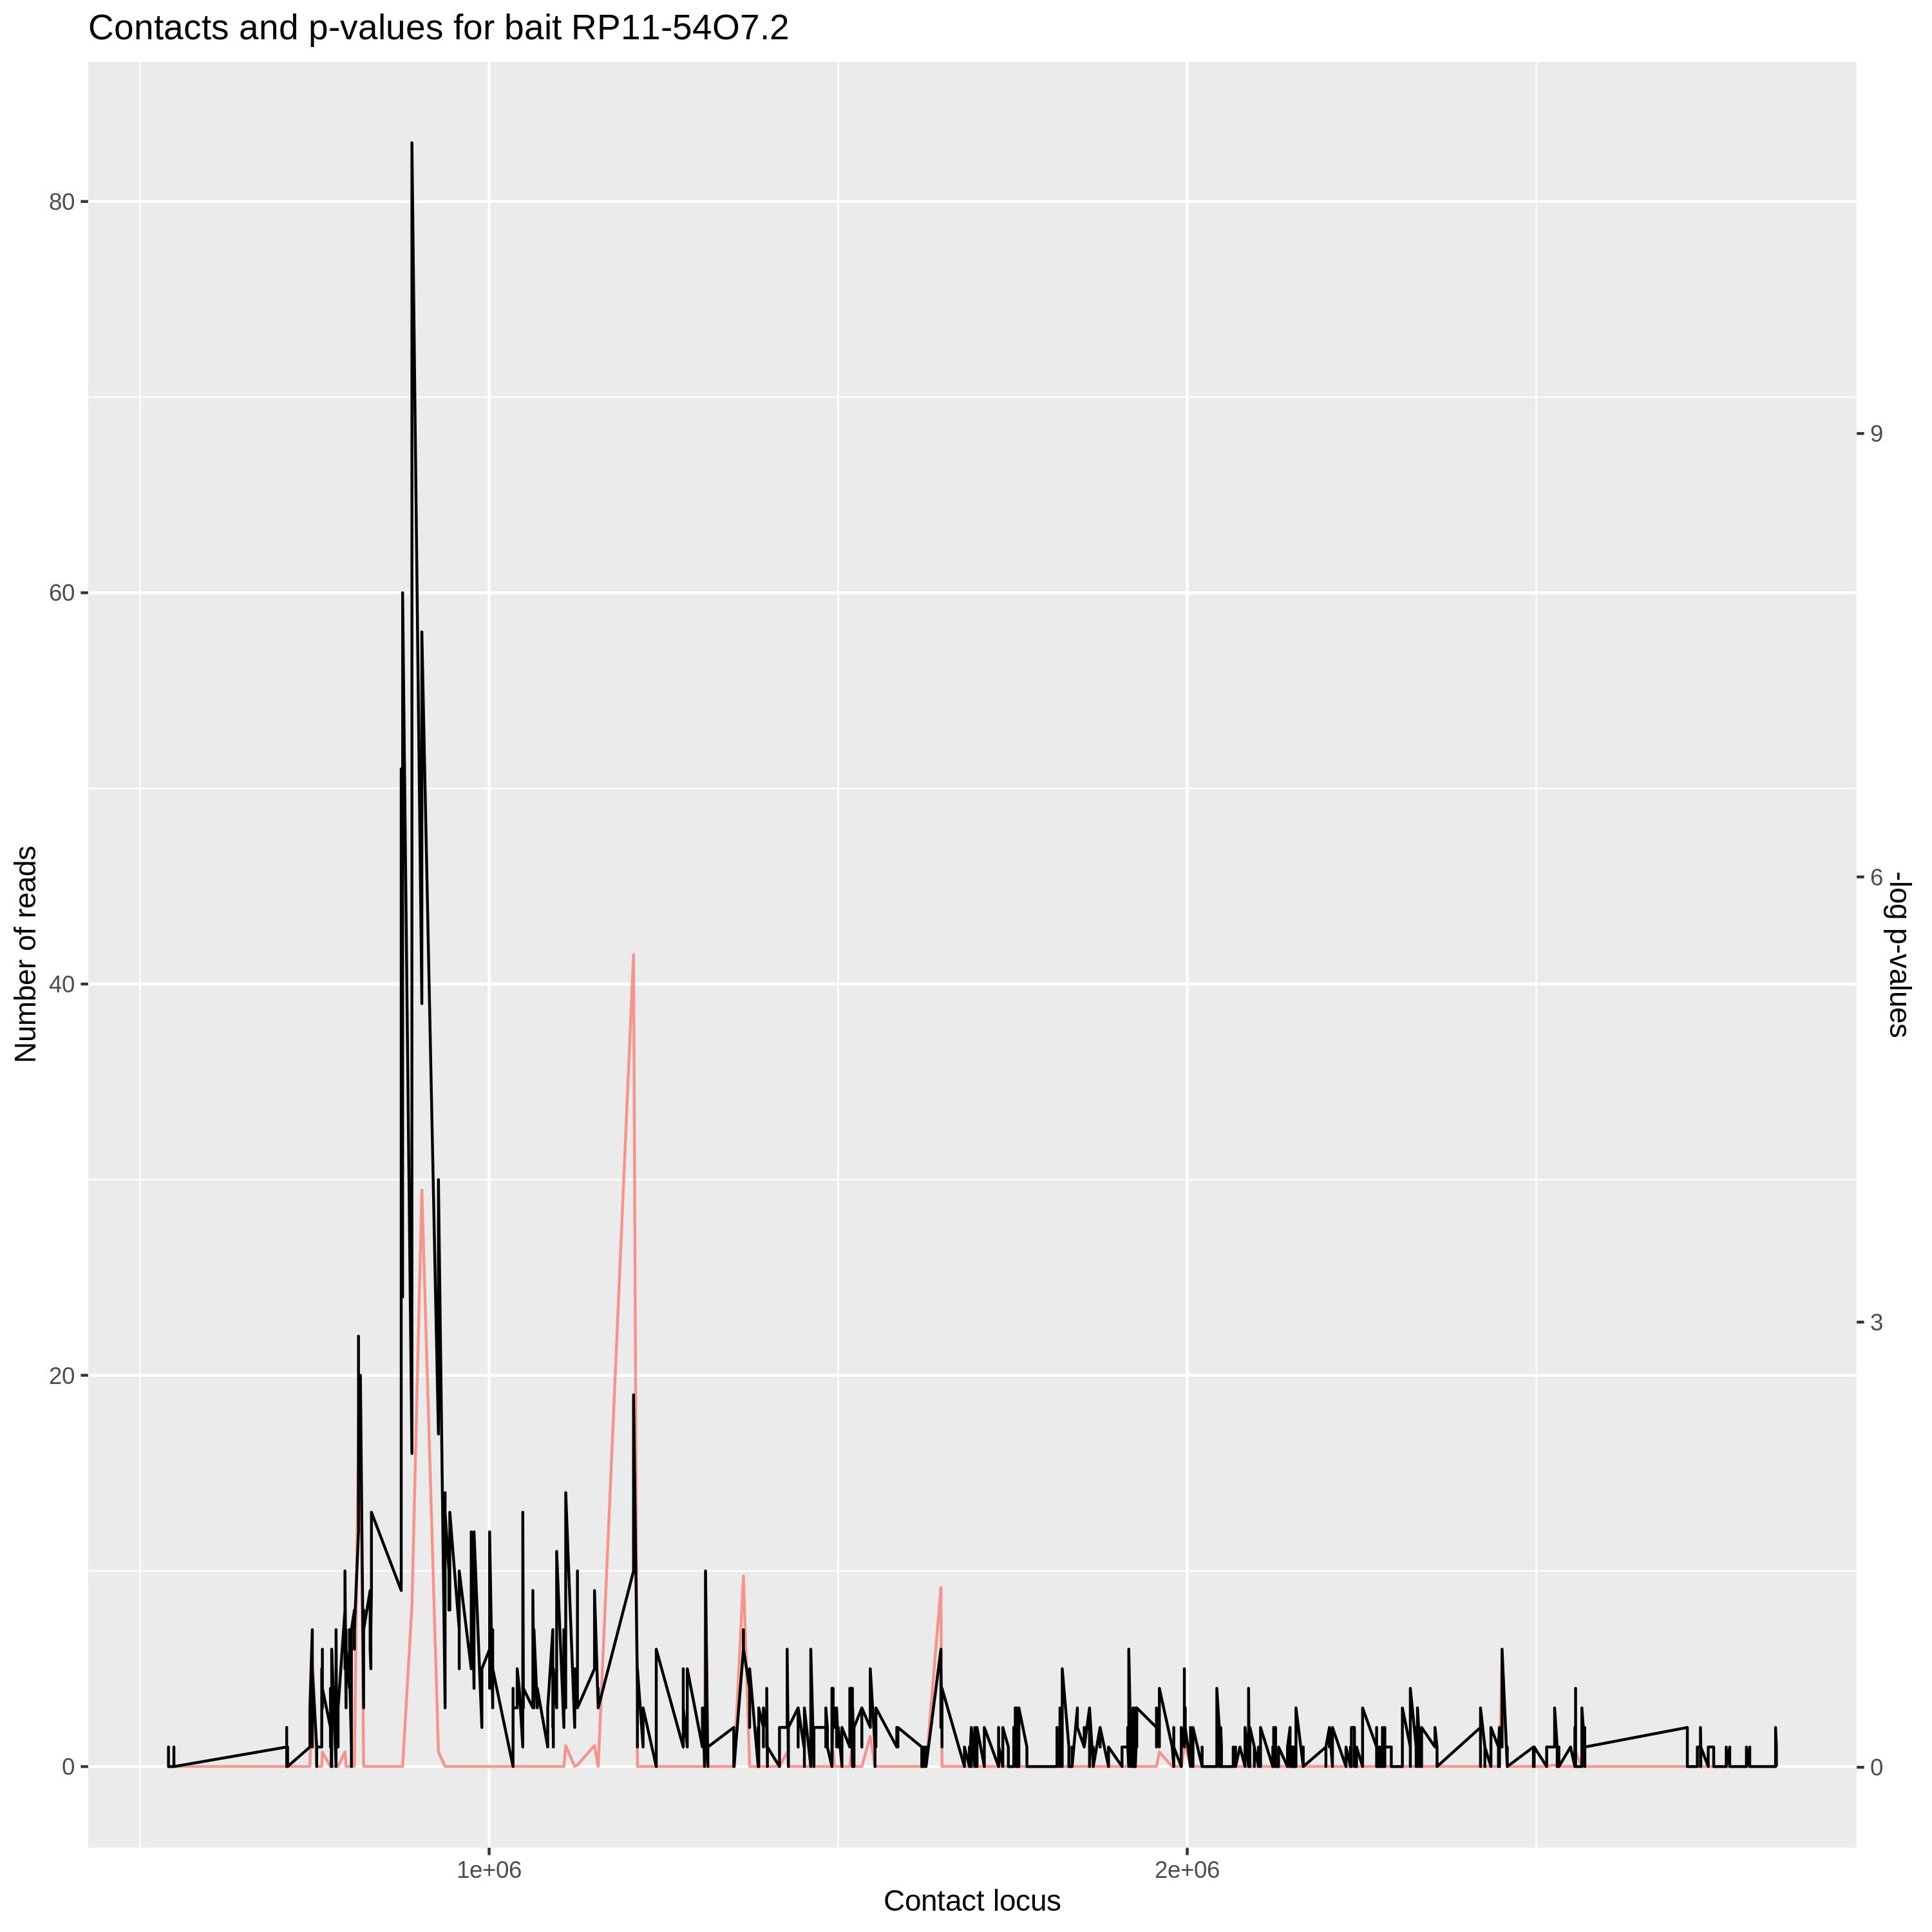 Contacts and p-values for bait RP11-54O7.2
80
60
40
20
0
Number of reads
9
6
3
0
-log p-values
1e+06
2e+06
Contact locus